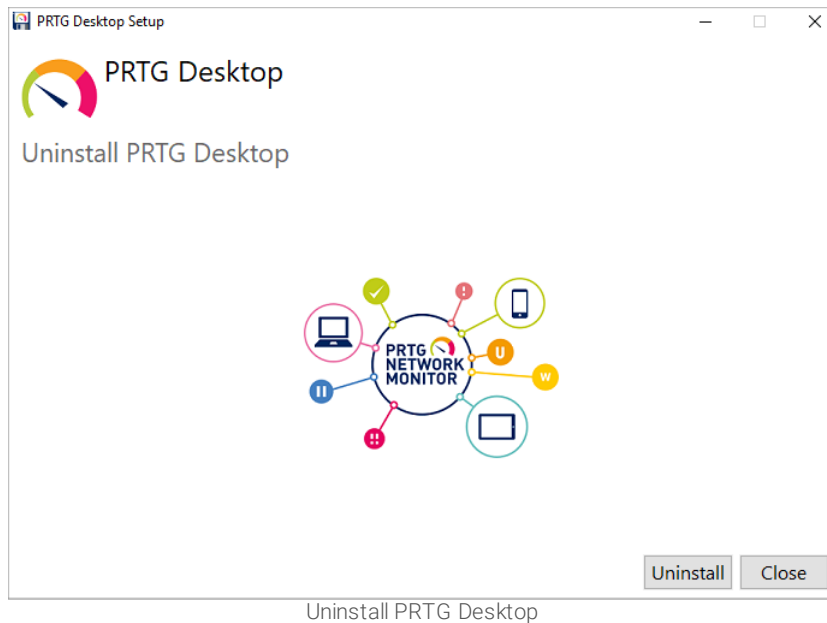 PRTG Desktop Setup
PRTG Desktop
Uninstall PRTG Desktop
!
U
PRTG
NETWORK
MONITOR
W
!!
Uninstall Close
Uninstall PRTG Desktop